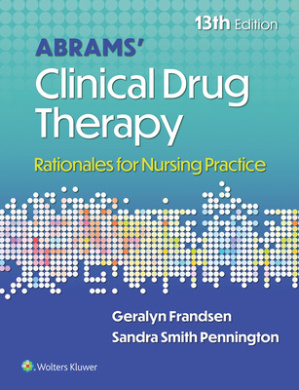 13th Edition
ABRAMS'
Clinical Drug
Therapy
Rationales for Nursing Practice
Geralyn Frandsen
Sandra Smith Pennington
Wolters Kluwer